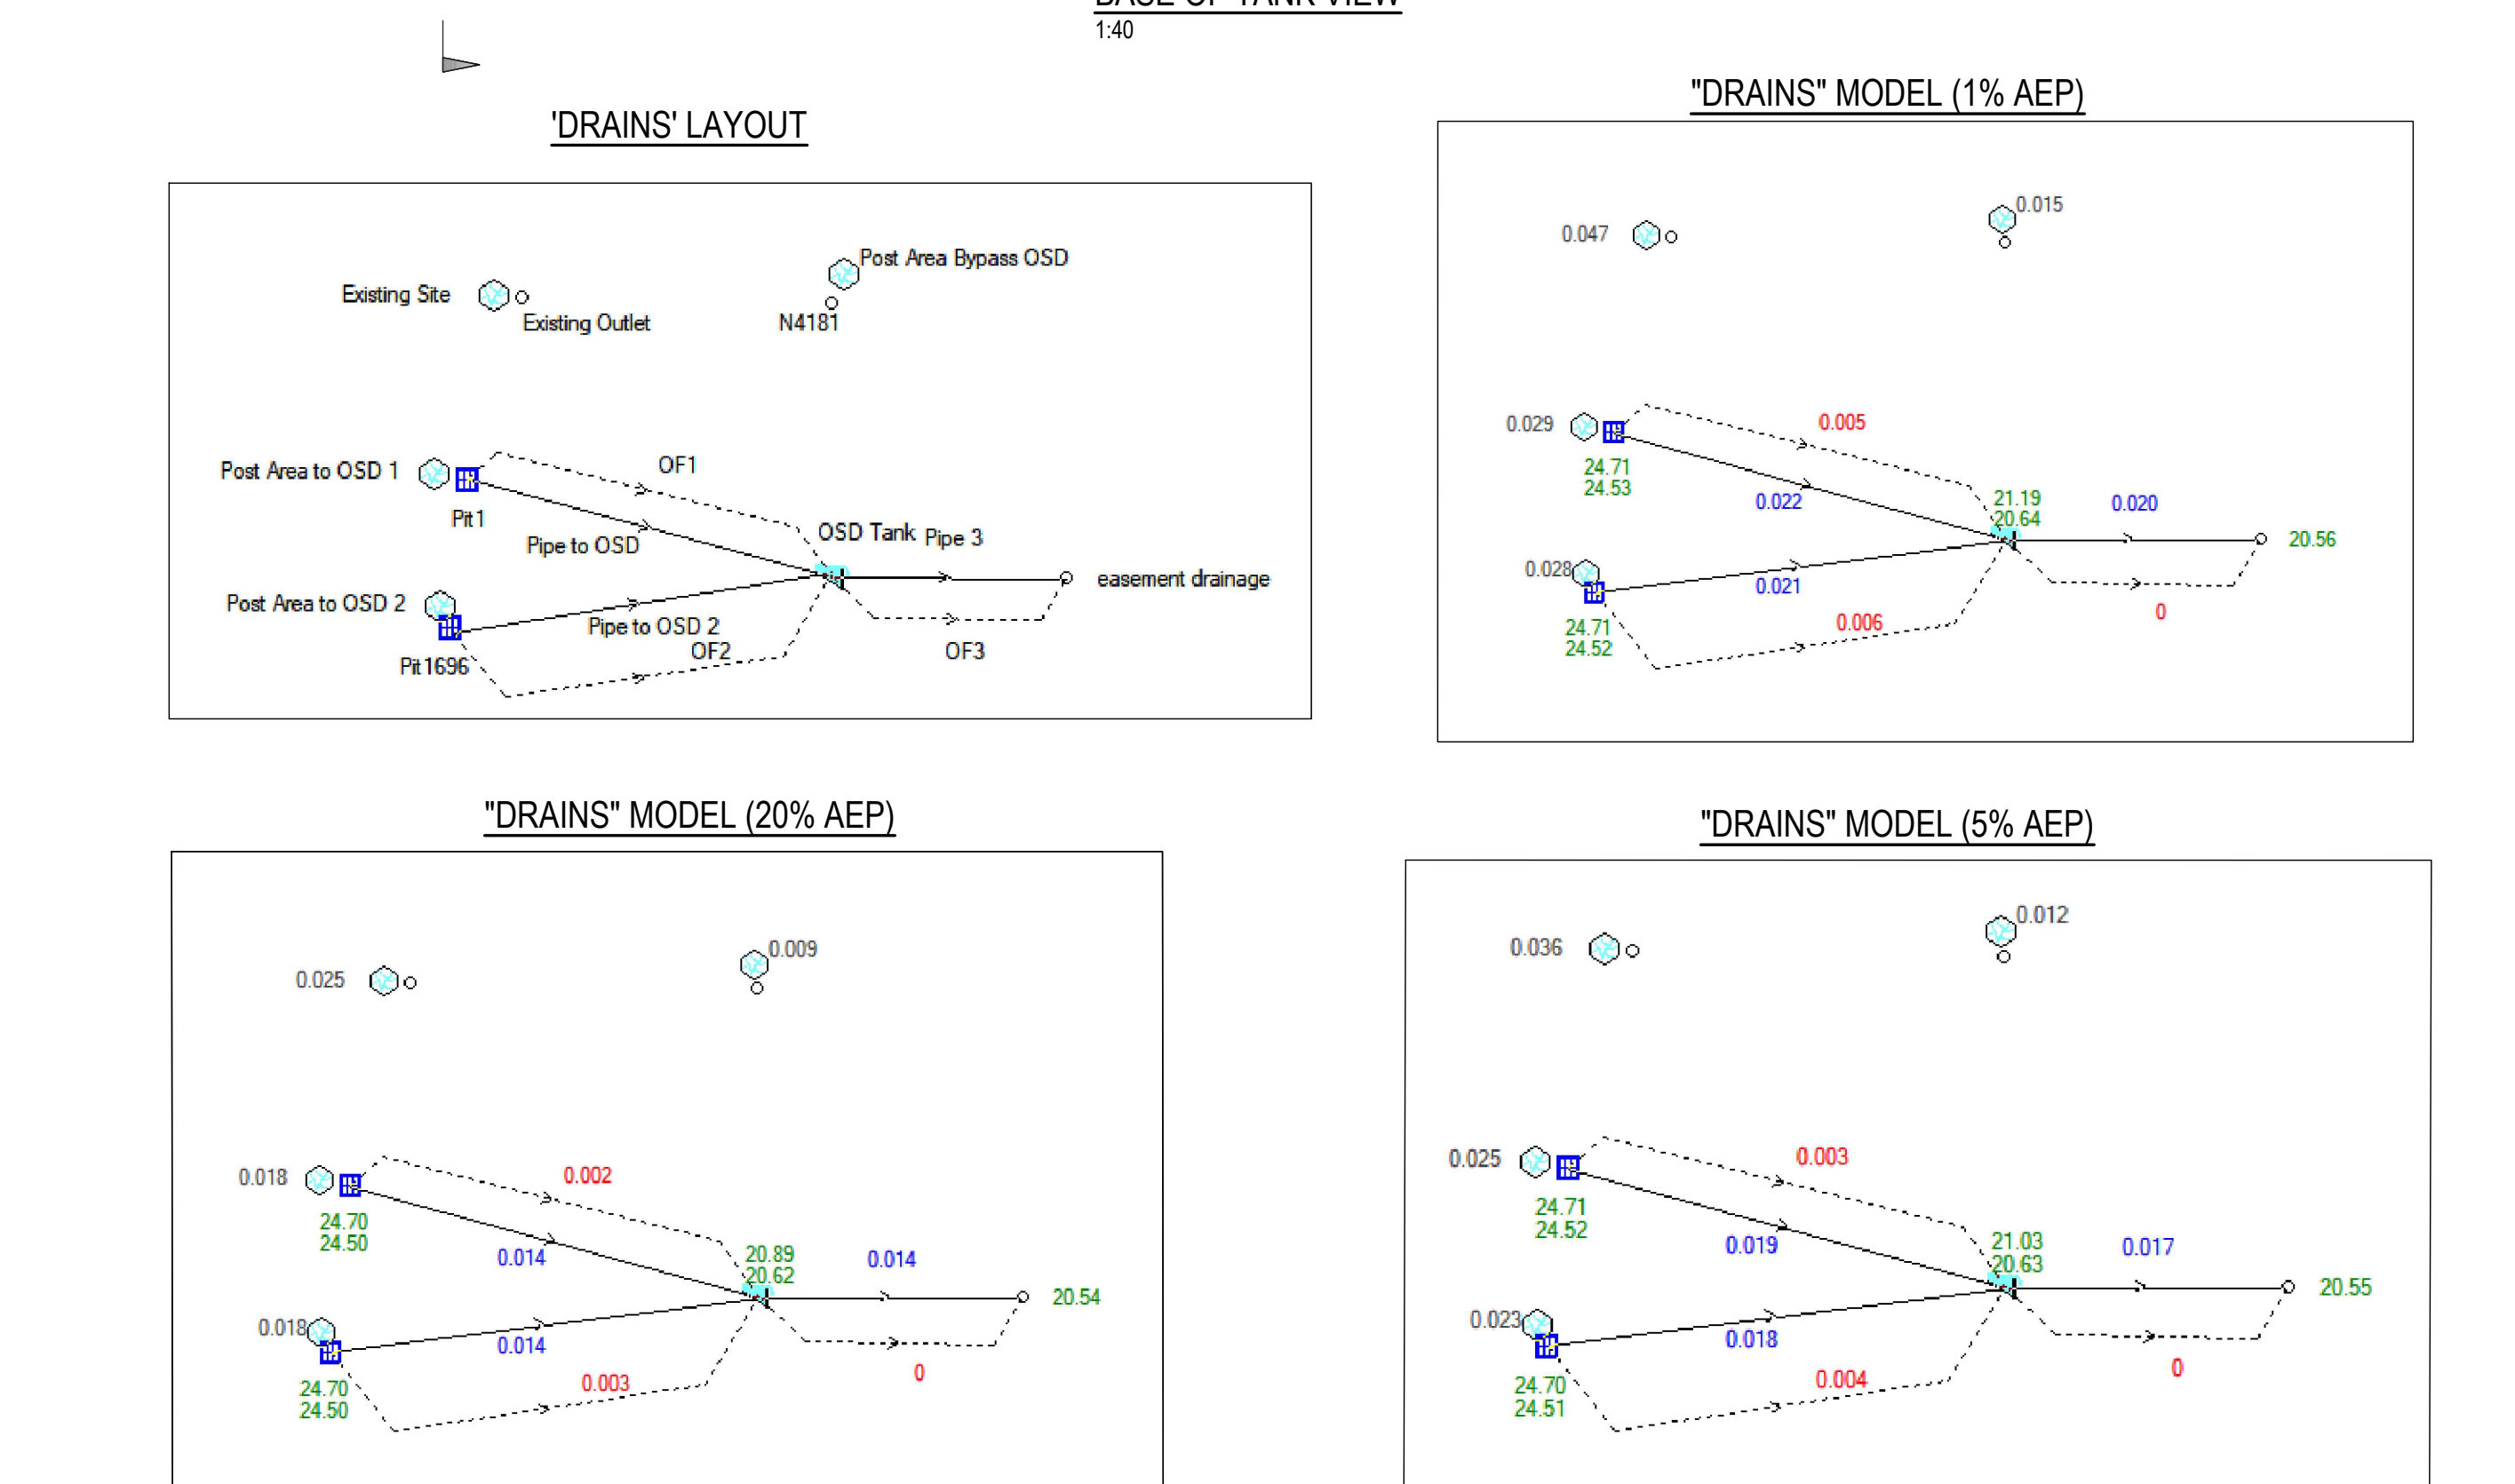 BASE OF TANK VIEW
1:40
'DRAINS' LAYOUT
Existing Site
Existing Outlet
Post Area Bypass OSD
N4181
Post Area to OSD 1
Pit1
OF1
Pipe to OSD
OSD Tank
Pipe 3
easement drainage
Post Area to OSD 2
Pit1696
Pipe to OSD 2
OF2
OF3
"DRAINS" MODEL (1% AEP)
0.047
0.015
0.029
0.005
24.71
24.53
0.022
21.19
20.64
0.020
20.56
0.028
0.021
24.71
24.52
0.006
0
"DRAINS" MODEL (20% AEP)
0.025
0.009
0.018
0.002
24.70
24.50
0.014
20.89
20.62
0.014
20.54
0.018
0.014
24.70
24.50
0.003
0
"DRAINS" MODEL (5% AEP)
0.036
0.012
0.025
0.003
24.71
24.52
0.019
21.03
20.63
0.017
20.55
0.023
0.018
24.70
24.51
0.004
0